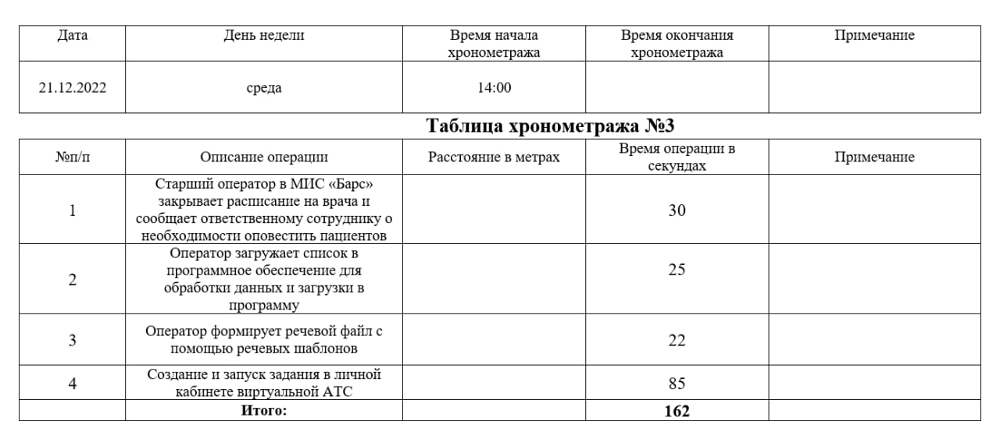 Дата День недели Время начала Время окончания Примечание
хронометража хронометража
21.12.2022 среда 14:00
Таблица хронометража №3
№п/п Описание операции Расстояние в метрах Время операции в Примечание
секундах
Старший оператор в МИС «Барс»
закрывает расписание на врача и
1 сообщает ответственному сотруднику о 30
необходимости оповестить пациентов
Оператор загружает список в
программное обеспечение для 25
2 обработки данных и загрузки в
программу
3 Оператор формирует речевой файл с 22
помощью речевых шаблонов
4 Создание и запуск задания в личной 85
кабинете виртуальной АТС
Итого: 162